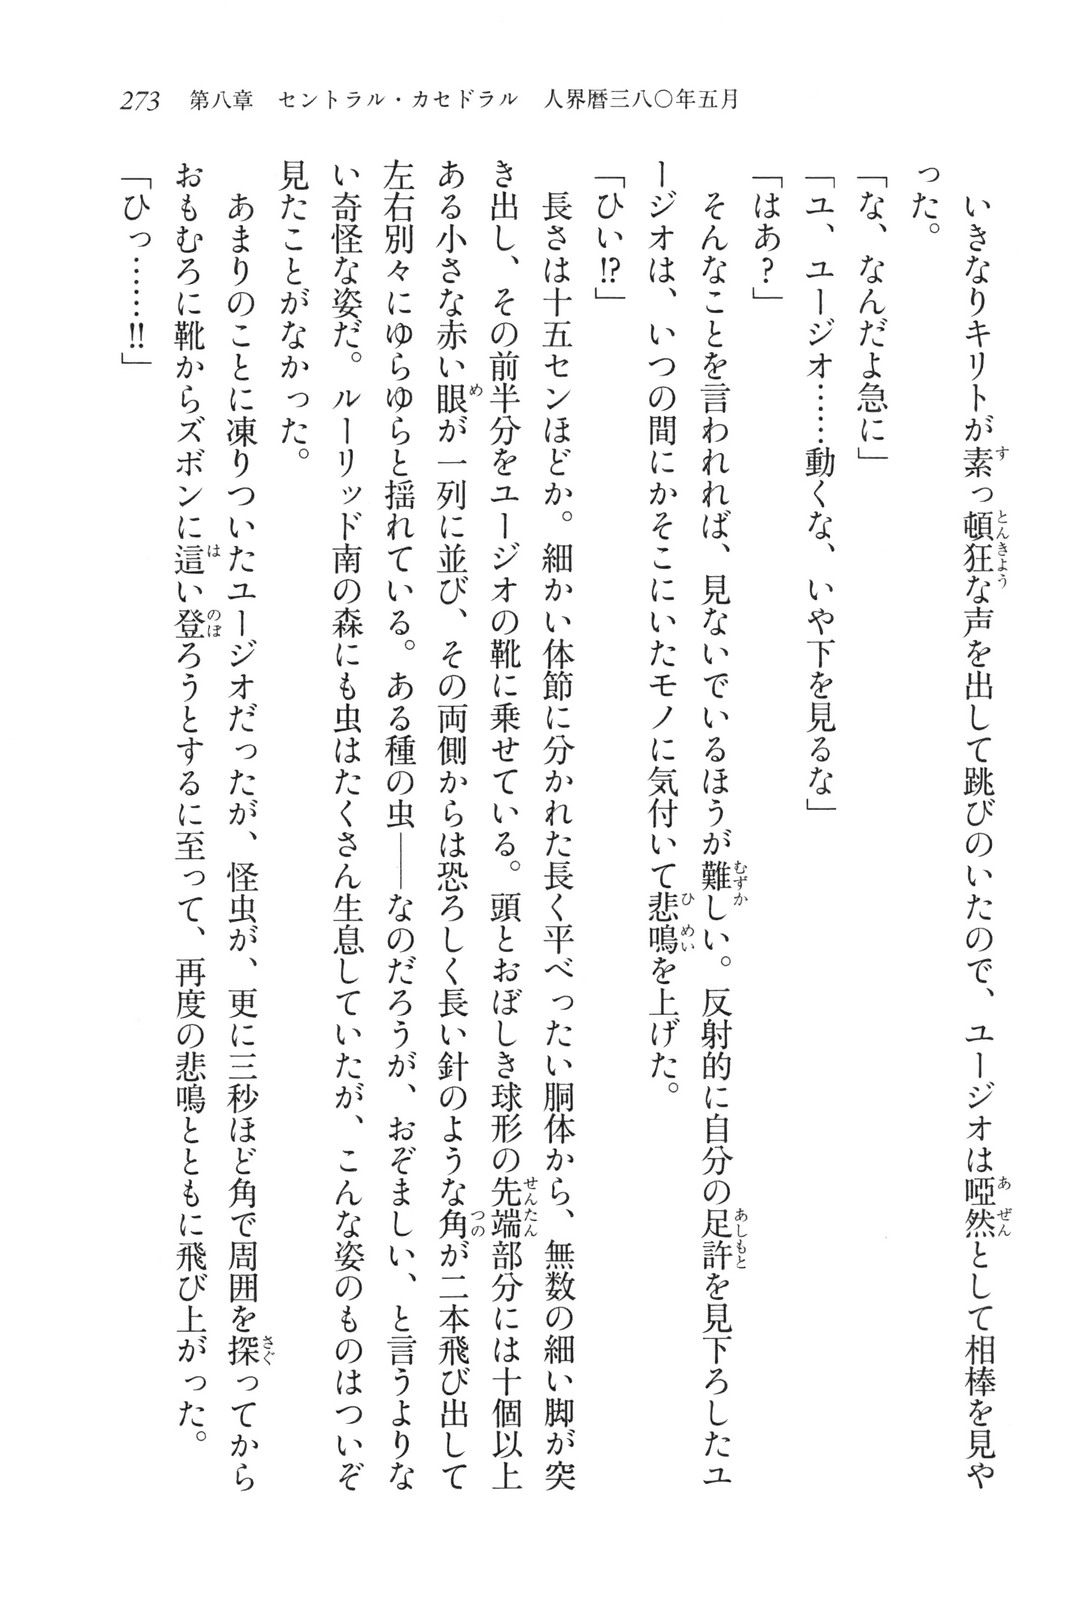 273 第八章 セントラル・カセドラル 人界暦三八〇年五月
いきなりキリトが素っ頓狂な声を出して跳びのいたので、ユージオは啞然として相棒を見や
った。
「な、なんだよ急に」
「ユ、ユージオ……動くな、いや下を見るな」
「はあ？」
そんなことを言われれば、見ないでいるほうが難しい。反射的に自分の足許を見下ろしたユ
ージオは、いつの間にかそこにいたモノに気付いて悲鳴を上げた。
「ひい!?」
長さは十五センほどか。細かい体節に分かれた長く平べったい胴体から、無数の細い脚が突
き出し、その前半分をユージオの靴に乗せている。頭とおぼしき球形の先端部分には十個以上
ある小さな赤い眼が一列に並び、その両側からは恐ろしく長い針のような角が二本飛び出して
左右別々にゆらゆらと揺れている。ある種の虫――なのだろうが、おぞましい、と言うよりな
い奇怪な姿だ。ルーリッド南の森にも虫はたくさん生息していたが、こんな姿のものはついぞ
見たことがなかった。
あまりのことに凍りついたユージオだったが、怪虫が、更に三秒ほど角で周囲を探ってから
おもむろに靴からズボンに這い登ろうとするに至って、再度の悲鳴とともに飛び上がった。
「ひっ……!!」